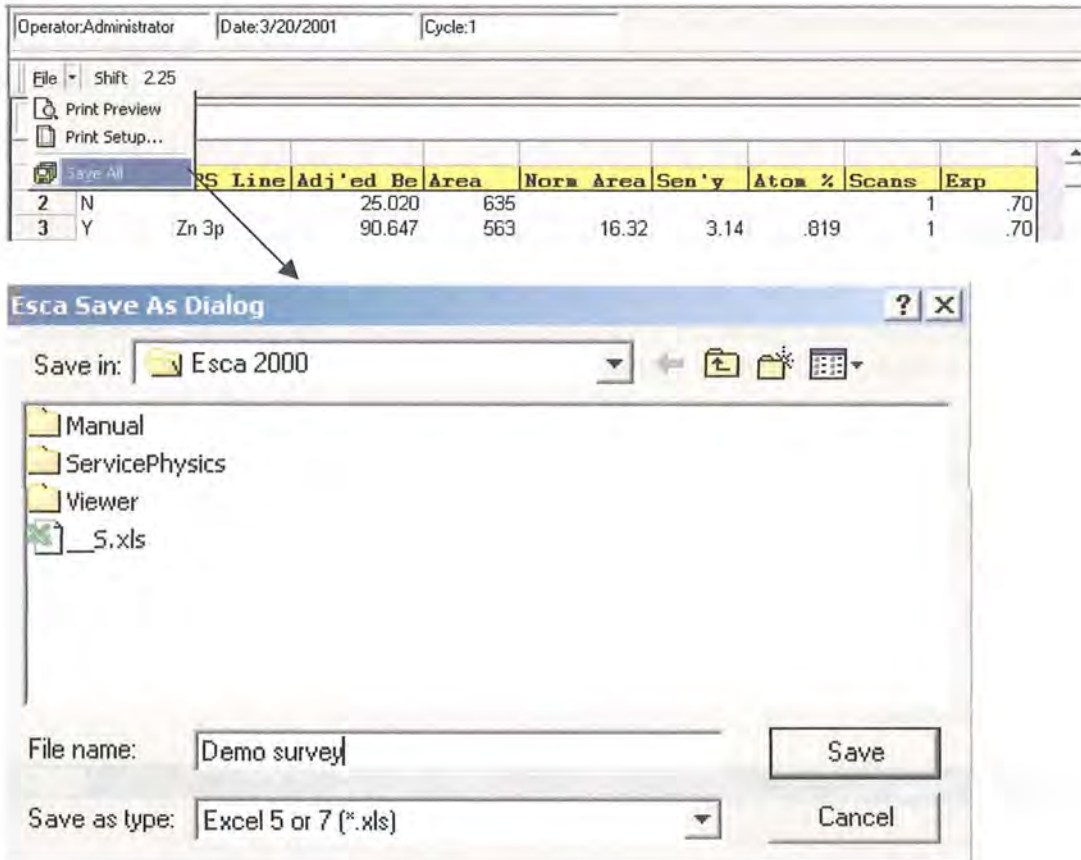 Operator:Administrator Date:3/20/2001 Cycle:1
File Shift 2.25
Print Preview
Print Setup...
Save All
PS Line Adj'ed Be Area Norm Area Sen'y Atom % Scans Exp
2 N 25.020 635 1 .70
3 Y Zn 3p 90.647 563 16.32 3.14 .819 1 .70
Esca Save As Dialog
Save in: Esca 2000
Manual
ServicePhysics
Viewer
__S.xls
File name: Demo survey
Save
Save as type: Excel 5 or 7 (*.xls)
Cancel